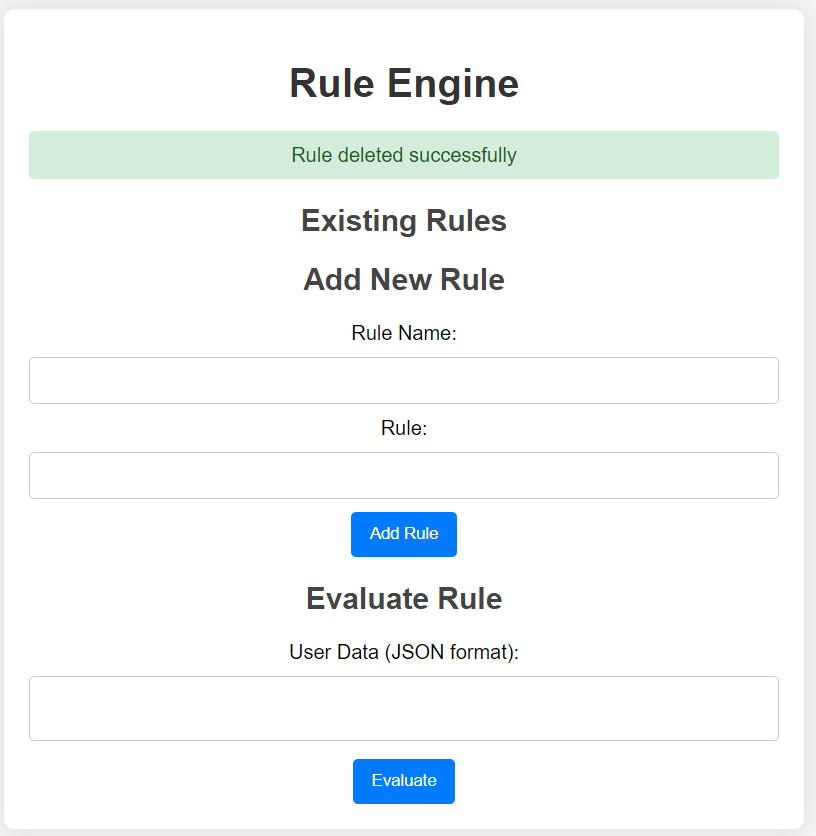 Rule Engine
Rule deleted successfully
Existing Rules
Add New Rule
Rule Name:
Rule:
Add Rule
Evaluate Rule
User Data (JSON format):
Evaluate